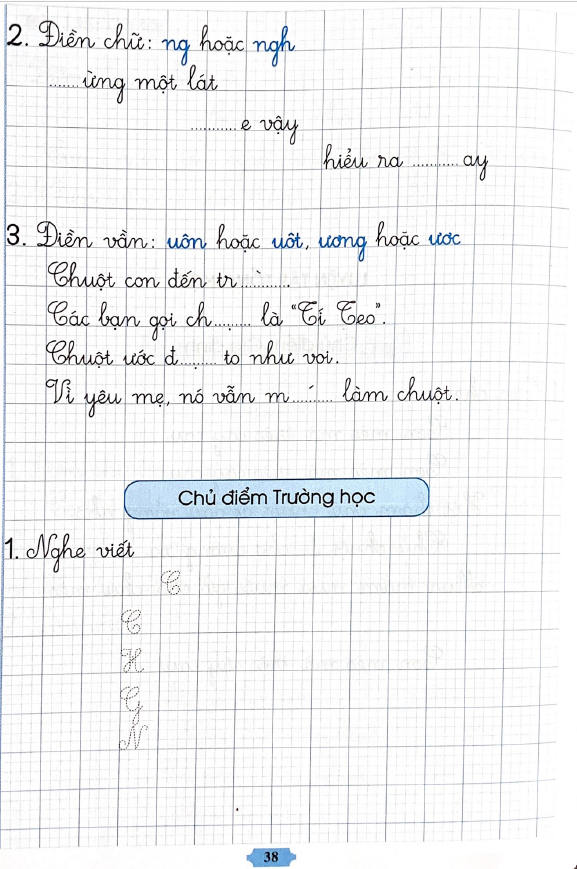 2. Điền chữ: ng hoặc ngh
....... ừng một lát
........... e vậy
hiểu ra ........... ay
3. Điền vần: uôn hoặc uôt, ương hoặc ươc
Chuột con đến tr....̀.......
Các bạn gọi ch....̣..... là "Tí Teo".
Chuột ước đ....̣..... to như voi.
Vì yêu mẹ, nó vẫn m....́..... làm chuột.
Chủ điểm Trường học
1. Nghe viết
C
C
H
G
N
38